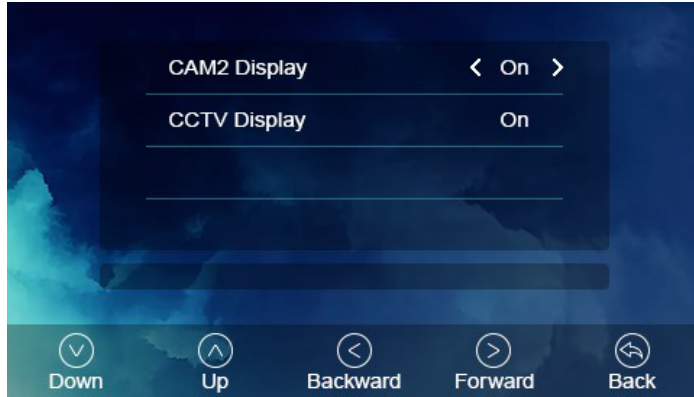 CAM2 Display < On >
CCTV Display On
Down Up Backward Forward Back